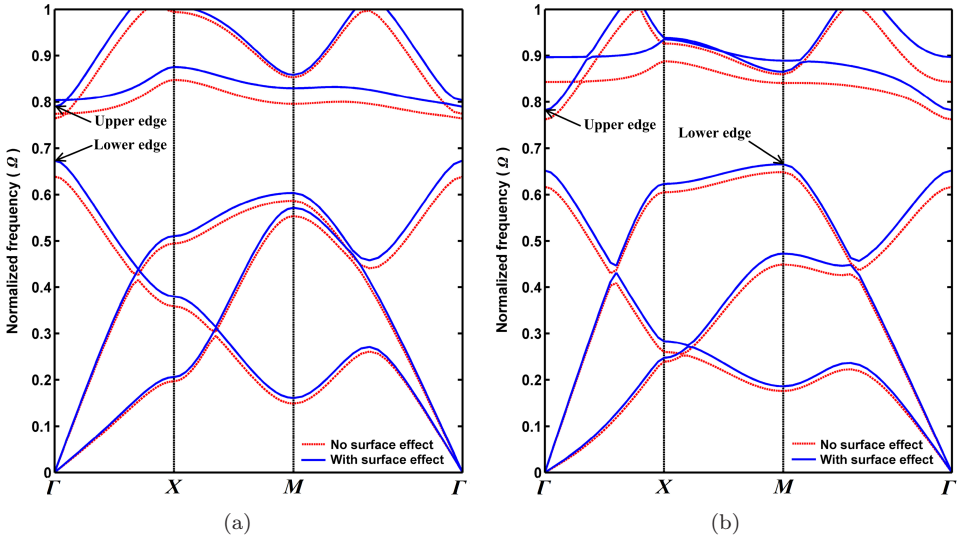 1
0.9
0.8
0.7
0.6
0.5
0.4
0.3
0.2
0.1
0
Normalized frequency ( Ω )
Upper edge
Lower edge
No surface effect
With surface effect
Γ X M Γ
(a)
1
0.9
0.8
0.7
0.6
0.5
0.4
0.3
0.2
0.1
0
Normalized frequency ( Ω )
Upper edge
Lower edge
No surface effect
With surface effect
Γ X M Γ
(b)